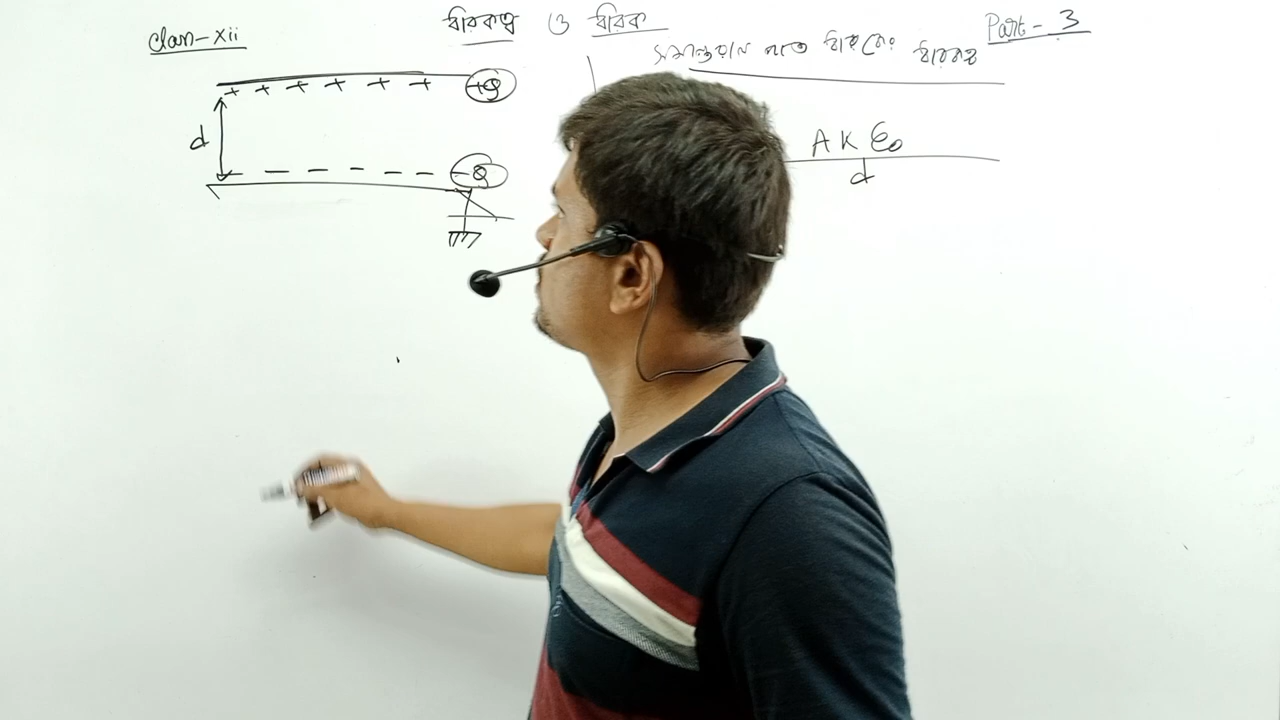 Class-xii
ধারকত্ব ও ধারক
Part-3
সমান্তরাল পাত ধারকের ধারকত্ব
+ + + + + + +Q
d
- - - - - - -Q
A K ε₀
d